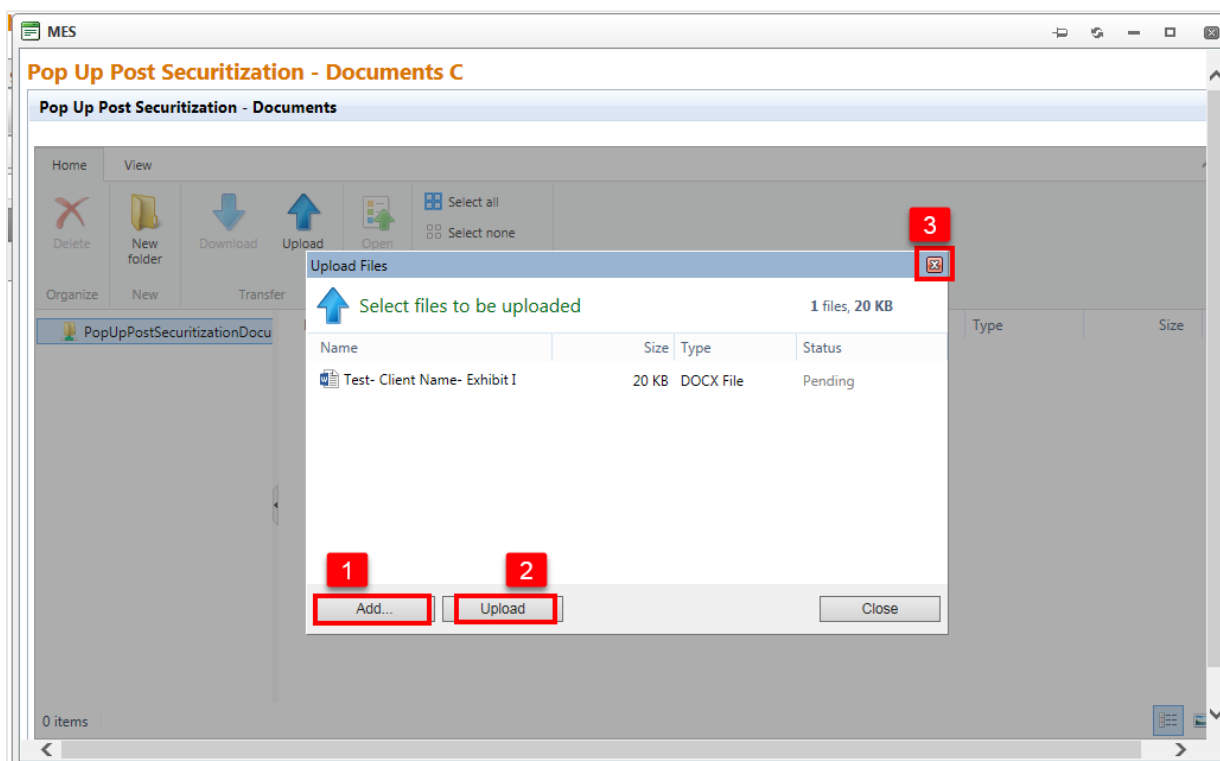 MES
Pop Up Post Securitization - Documents C
Pop Up Post Securitization - Documents
Home View
Delete
New folder
Download
Upload
Open
Select all
Select none
Organize New Transfer
3
Upload Files
Select files to be uploaded 1 files, 20 KB
PopUpPostSecuritizationDocu
Type Size
Name Size Type Status
Test- Client Name- Exhibit I 20 KB DOCX File Pending
1
2
Add... Upload Close
0 items